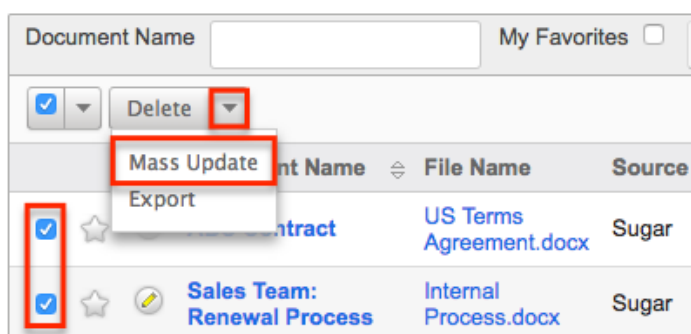 Document Name My Favorites
Delete
Mass Update
nt Name File Name Source
Export
ntract US Terms
Agreement.docx Sugar
Sales Team:
Renewal Process Internal
Process.docx Sugar